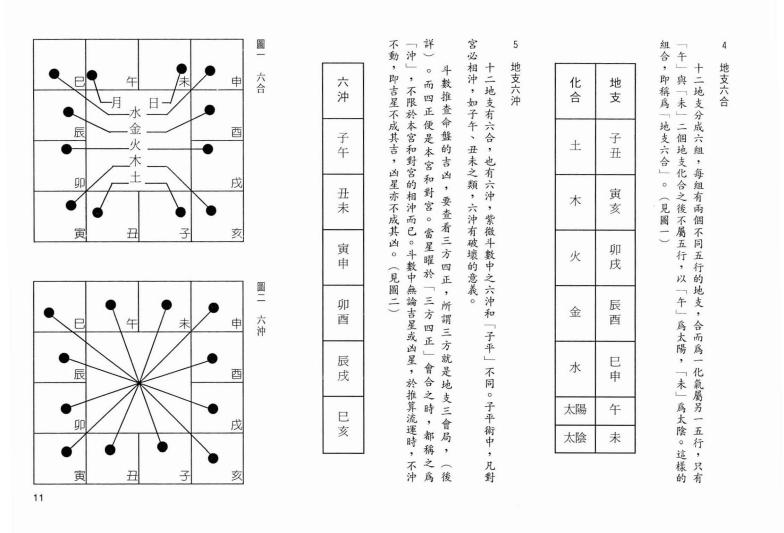 4　地支六合
十二地支分成六組，每組有兩個不同五行的地支，合而爲一化氣屬另一五行，只有
「午」與「未」二個地支化合之後不屬五行，以「午」爲太陽，「未」爲太陰。這樣的
組合，即稱爲「地支六合」。（見圖一）
地支　子丑　寅亥　卯戌　辰酉　巳申　午　未
化合　土　木　火　金　水　太陽　太陰
5　地支六沖
十二地支有六合，也有六沖，紫微斗數中之六沖和「子平」不同。子平術中，凡對
宮必相沖，如子午、丑未之類，六沖有破壞的意義。
斗數推查命盤的吉凶，要查看三方四正，所謂三方就是地支三會局，（後
詳）。而四正便是本宮和對宮。當星曜於「三方四正」會合之時，都稱之爲
「沖」，不限於本宮和對宮的相沖而已。斗數中無論吉星或凶星，於推算流運時，不沖
不動，即吉星不成其吉，凶星亦不成其凶。（見圖二）
六沖　子午　丑未　寅申　卯酉　辰戌　巳亥
圖一　六合
巳　午　未　申
月　日
水
辰　金　酉
火
木
卯　土　戌
寅　丑　子　亥
圖二　六沖
巳　午　未　申
辰　酉
卯　戌
寅　丑　子　亥
11